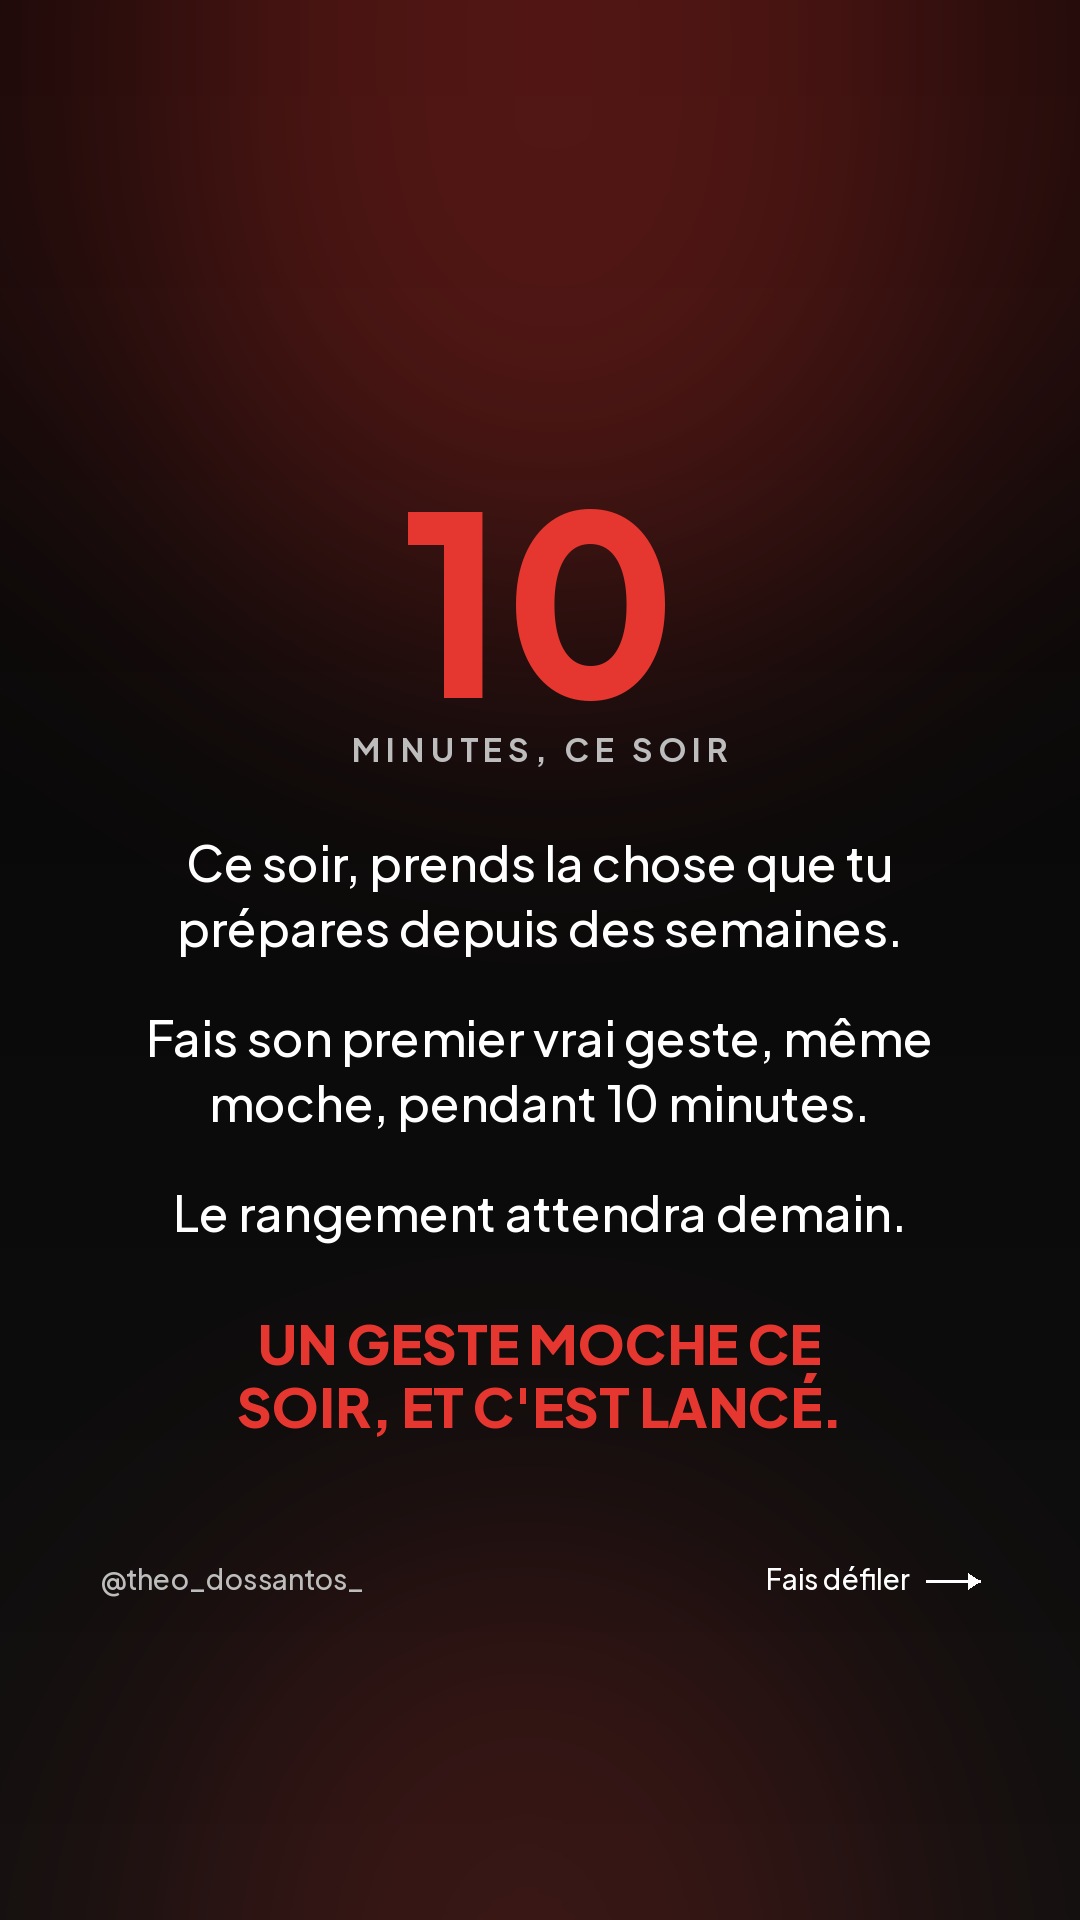 10
MINUTES, CE SOIR
Ce soir, prends la chose que tu
prépares depuis des semaines.
Fais son premier vrai geste, même
moche, pendant 10 minutes.
Le rangement attendra demain.
UN GESTE MOCHE CE
SOIR, ET C'EST LANCÉ.
@theo_dossantos_
Fais défiler